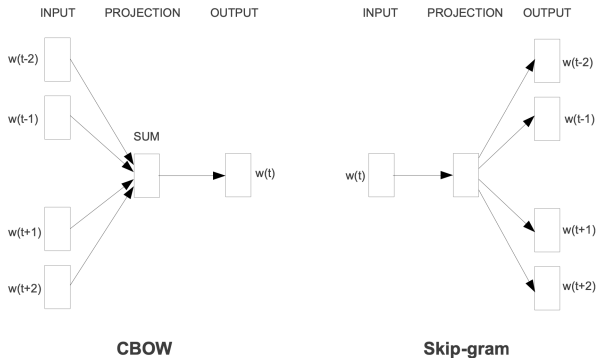 INPUT PROJECTION OUTPUT
w(t-2)
w(t-1)
SUM
w(t)
w(t+1)
w(t+2)
CBOW
INPUT PROJECTION OUTPUT
w(t-2)
w(t-1)
w(t)
w(t+1)
w(t+2)
Skip-gram